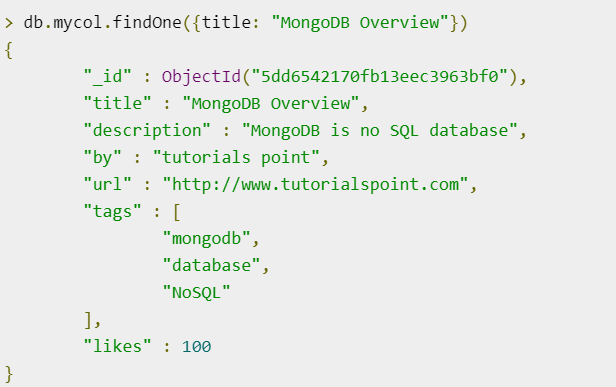 > db.mycol.findOne({title: "MongoDB Overview"})
{
"_id" : ObjectId("5dd6542170fb13eec3963bf0"),
"title" : "MongoDB Overview",
"description" : "MongoDB is no SQL database",
"by" : "tutorials point",
"url" : "http://www.tutorialspoint.com",
"tags" : [
"mongodb",
"database",
"NoSQL"
],
"likes" : 100
}